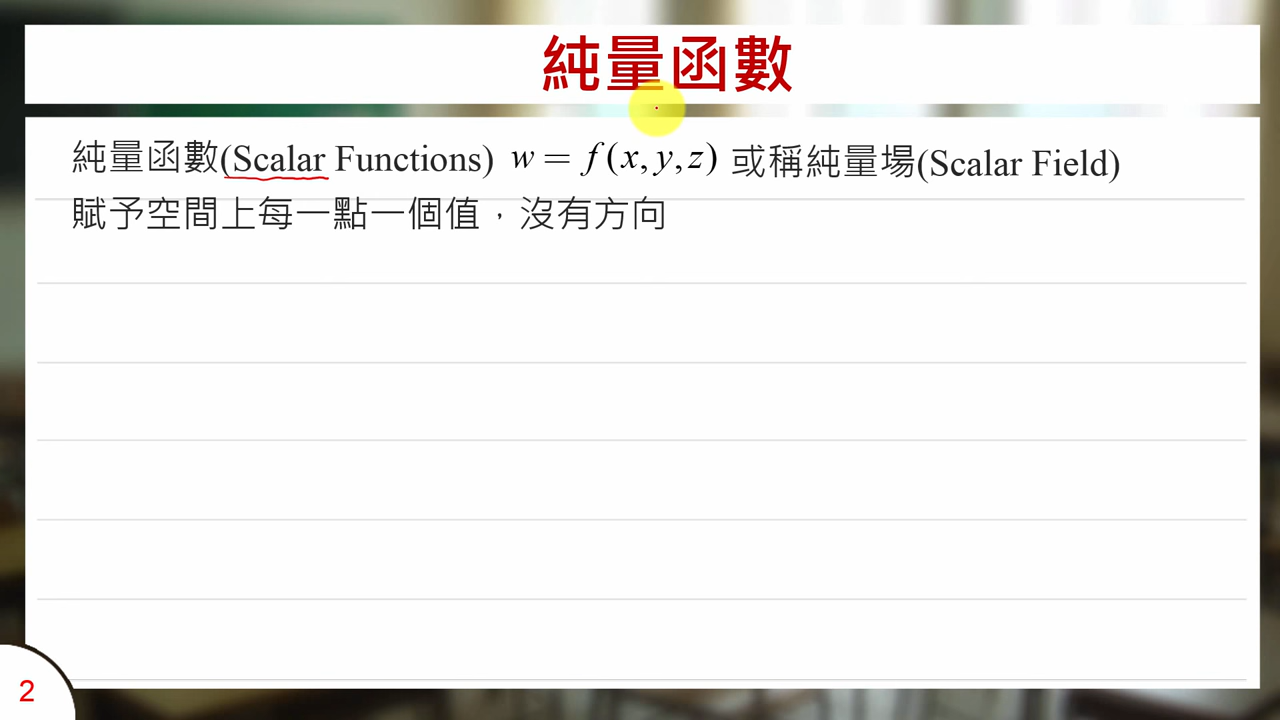 純量函數
純量函數(Scalar Functions) w = f(x, y, z) 或稱純量場(Scalar Field)
賦予空間上每一點一個值，沒有方向
2